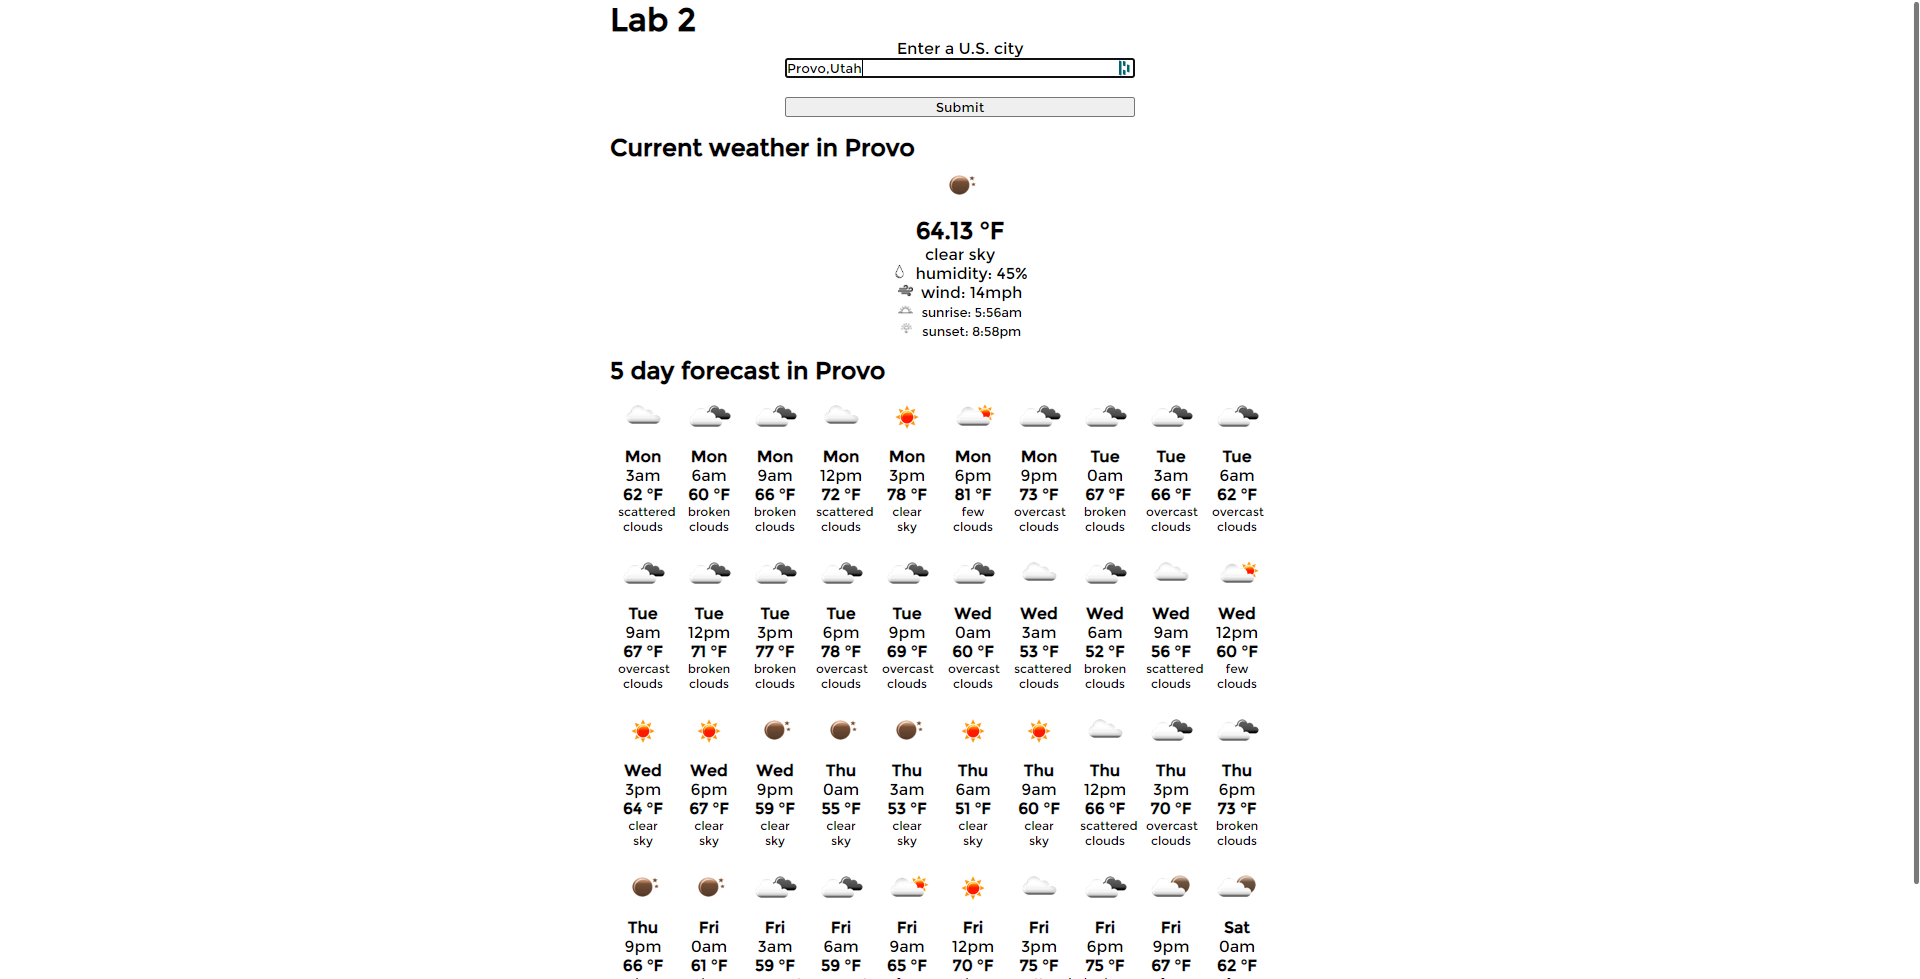 Lab 2
Enter a U.S. city
Provo,Utah
Submit
Current weather in Provo
64.13 °F
clear sky
humidity: 45%
wind: 14mph
sunrise: 5:56am
sunset: 8:58pm
5 day forecast in Provo
Mon Mon Mon Mon Mon Mon Mon Tue Tue Tue
3am 6am 9am 12pm 3pm 6pm 9pm 0am 3am 6am
62 °F 60 °F 66 °F 72 °F 78 °F 81 °F 73 °F 67 °F 66 °F 62 °F
scattered broken broken scattered clear few overcast broken overcast overcast
clouds clouds clouds clouds sky clouds clouds clouds clouds clouds
Tue Tue Tue Tue Tue Wed Wed Wed Wed Wed
9am 12pm 3pm 6pm 9pm 0am 3am 6am 9am 12pm
67 °F 71 °F 77 °F 78 °F 69 °F 60 °F 53 °F 52 °F 56 °F 60 °F
overcast broken broken overcast overcast overcast scattered broken scattered few
clouds clouds clouds clouds clouds clouds clouds clouds clouds clouds
Wed Wed Wed Thu Thu Thu Thu Thu Thu Thu
3pm 6pm 9pm 0am 3am 6am 9am 12pm 3pm 6pm
64 °F 67 °F 59 °F 55 °F 53 °F 51 °F 60 °F 66 °F 70 °F 73 °F
clear clear clear clear clear clear clear scattered overcast broken
sky sky sky sky sky sky sky clouds clouds clouds
Thu Fri Fri Fri Fri Fri Fri Fri Fri Sat
9pm 0am 3am 6am 9am 12pm 3pm 6pm 9pm 0am
66 °F 61 °F 59 °F 59 °F 65 °F 70 °F 75 °F 75 °F 67 °F 62 °F